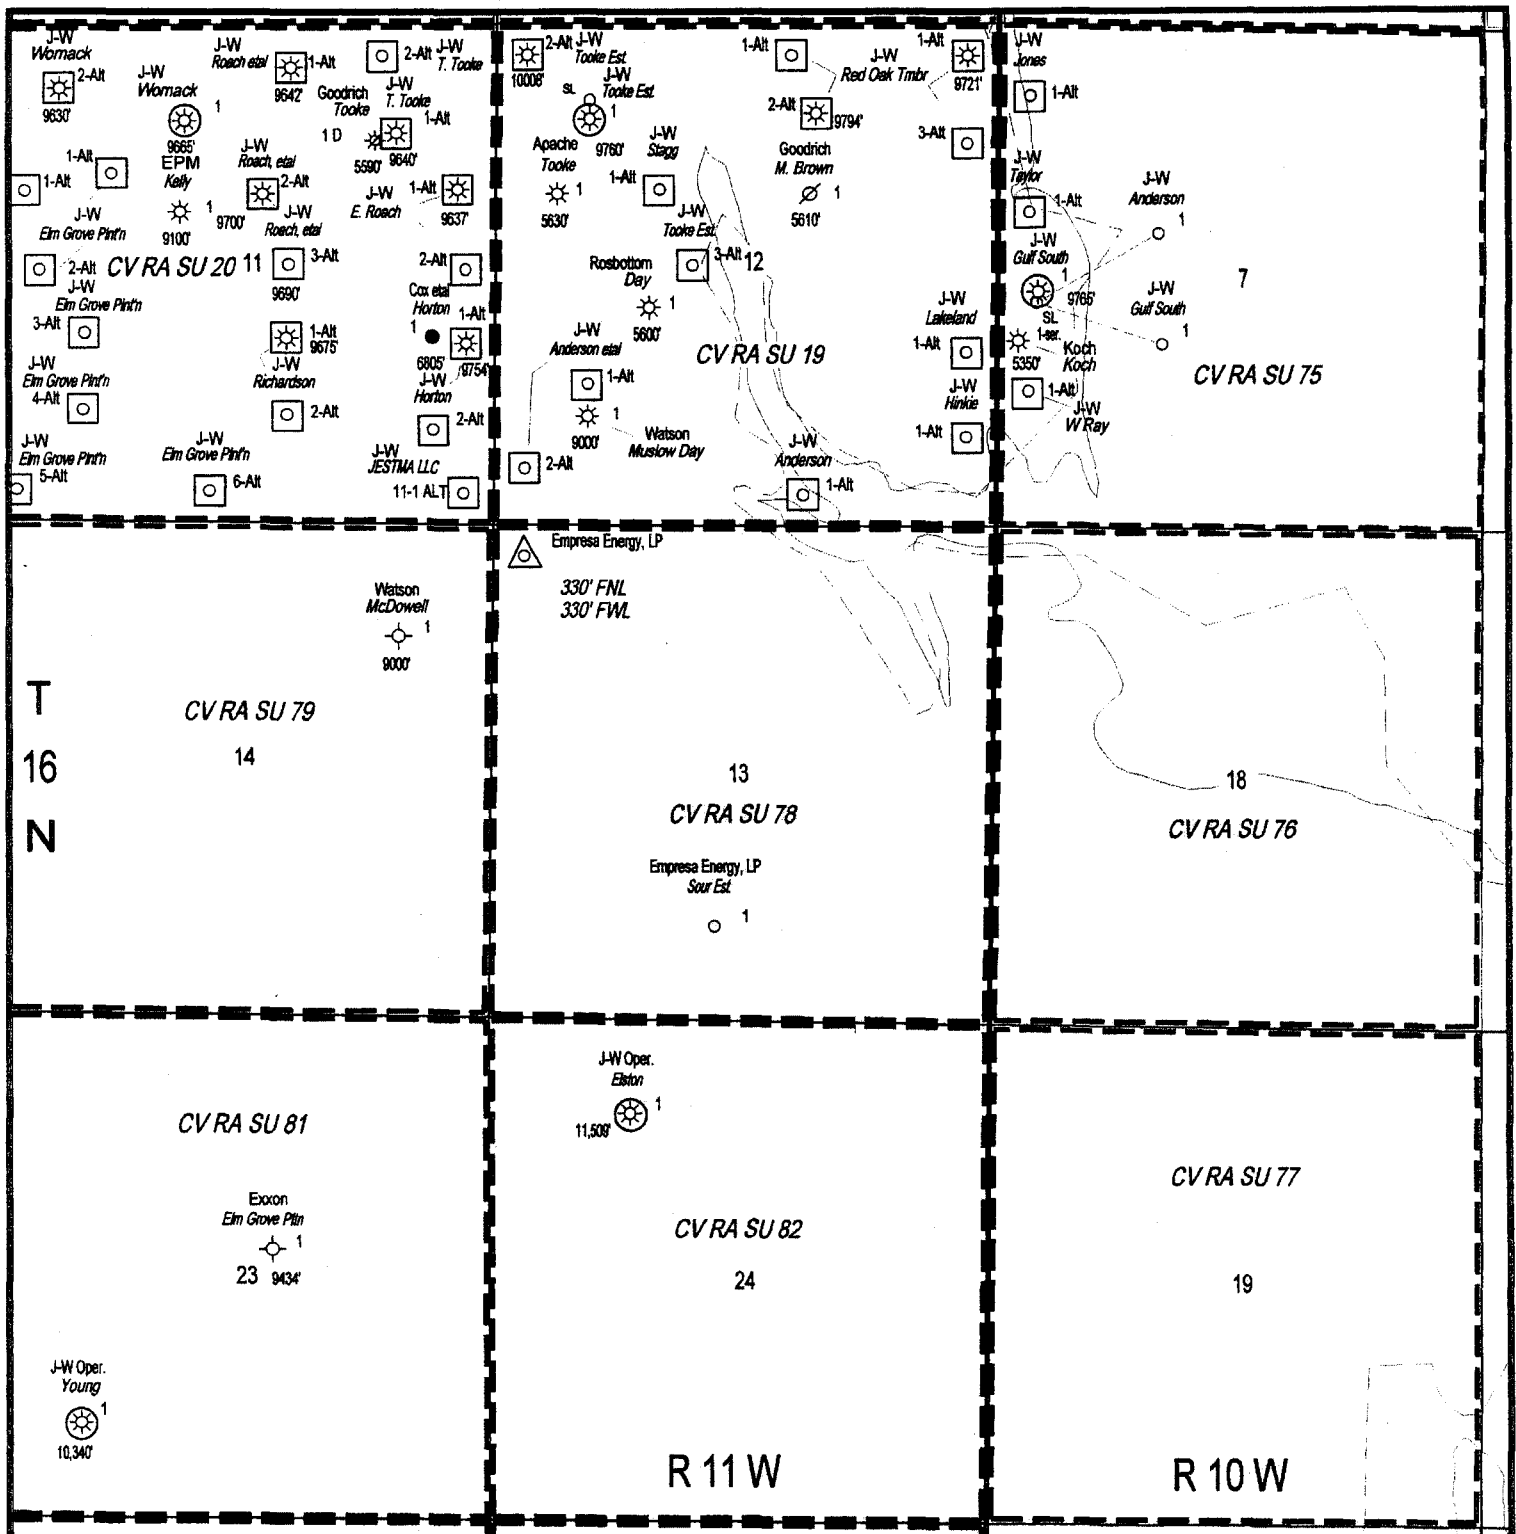 J-W
Womack
2-Alt
9630'
J-W
Womack
1
9665'
J-W
Roach etal
1-Alt
9642'
2-Alt
J-W
T. Tooke
Goodrich
Tooke
1 D
5590'
J-W
T. Tooke
1-Alt
9640'
1-Alt
1-Alt
EPM
Kelly
1
9100'
J-W
Roach, etal
2-Alt
9700'
J-W
E. Roach
1-Alt
9637'
J-W
Elm Grove Plnt'n
2-Alt
CV RA SU 20
11
J-W
Roach, etal
3-Alt
9690'
2-Alt
J-W
Elm Grove Plnt'n
3-Alt
Cox etal
Horton
1
6805'
1-Alt
9754'
J-W
Horton
2-Alt
1-Alt
9675'
J-W
Richardson
2-Alt
J-W
Elm Grove Plnt'n
4-Alt
J-W
Elm Grove Plnt'n
5-Alt
J-W
Elm Grove Plnt'n
6-Alt
J-W
JESTMA LLC
11-1 ALT
2-Alt
J-W
Tooke Est
10008'
SL
J-W
Tooke Est.
1
9760'
1-Alt
J-W
Red Oak Tmbr
1-Alt
9721'
2-Alt
9794'
3-Alt
Apache
Tooke
1
5630'
J-W
Stagg
1-Alt
Goodrich
M. Brown
1
5610'
J-W
Tooke Est
3-Alt
12
Rosbottom
Day
1
5600'
CV RA SU 19
J-W
Anderson etal
1-Alt
1
9000'
Watson
Muslow Day
2-Alt
J-W
Lakeland
1-Alt
J-W
Hinkie
1-Alt
J-W
Anderson
1-Alt
J-W
Jones
1-Alt
J-W
Taylor
1-Alt
J-W
Anderson
1
J-W
Gulf South
1
9765'
SL
7
J-W
Gulf South
1
1-ser.
Koch
Koch
5350'
1-Alt
J-W
W Ray
CV RA SU 75
Empresa Energy, LP
330' FNL
330' FWL
Watson
McDowell
1
9000'
T
16
N
CV RA SU 79
14
13
CV RA SU 78
Empresa Energy, LP
Sour Est
1
18
CV RA SU 76
CV RA SU 81
Exxon
Elm Grove Pltn
1
23
9434'
J-W Oper.
Young
1
10,340'
J-W Oper.
Elston
1
11,509'
CV RA SU 82
24
CV RA SU 77
19
R 11 W
R 10 W